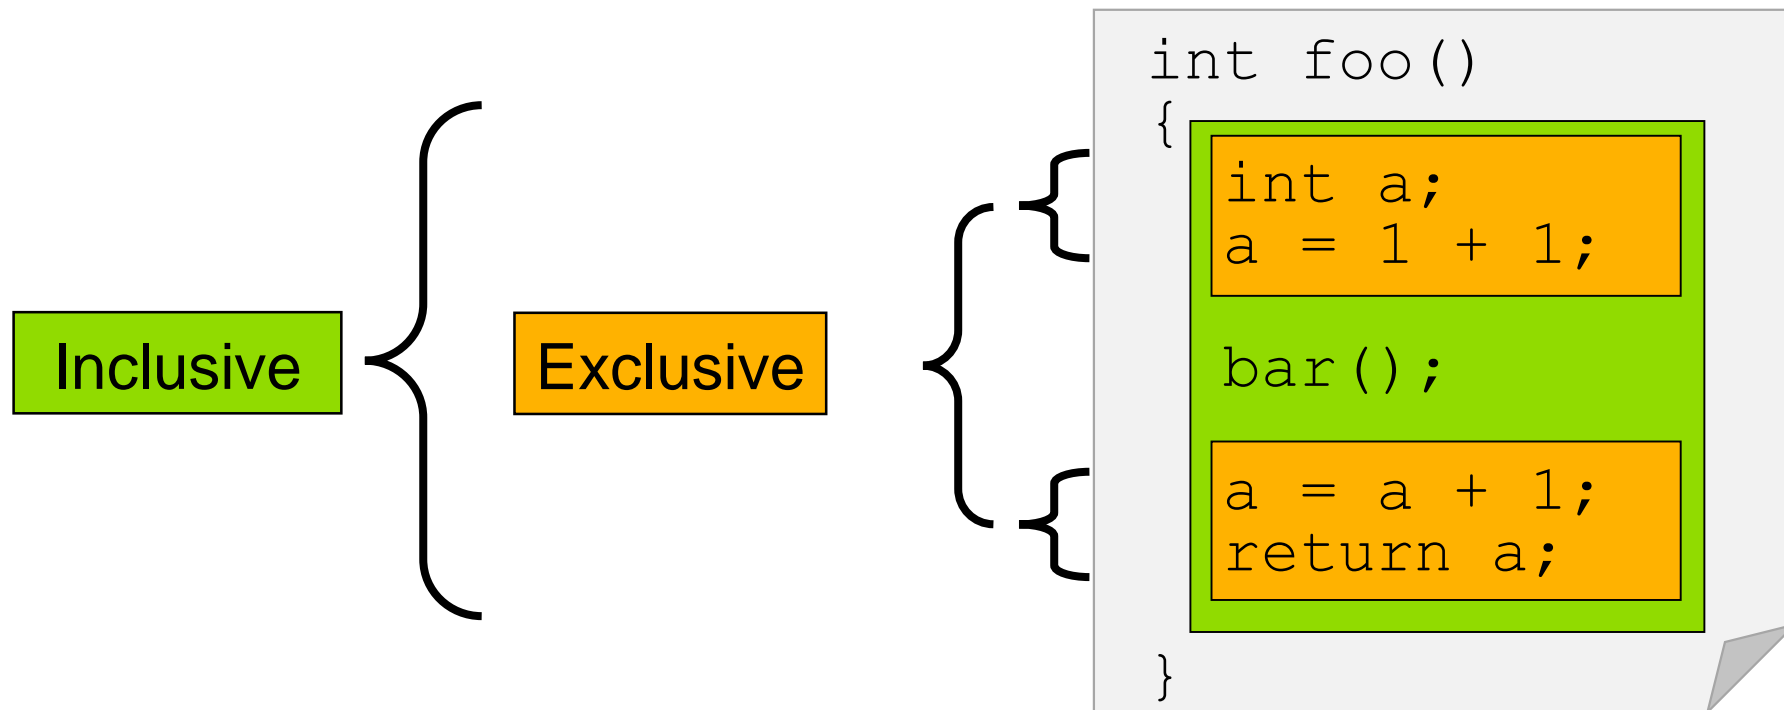 Inclusive
Exclusive
int foo()
{
int a;
a = 1 + 1;
bar();
a = a + 1;
return a;
}